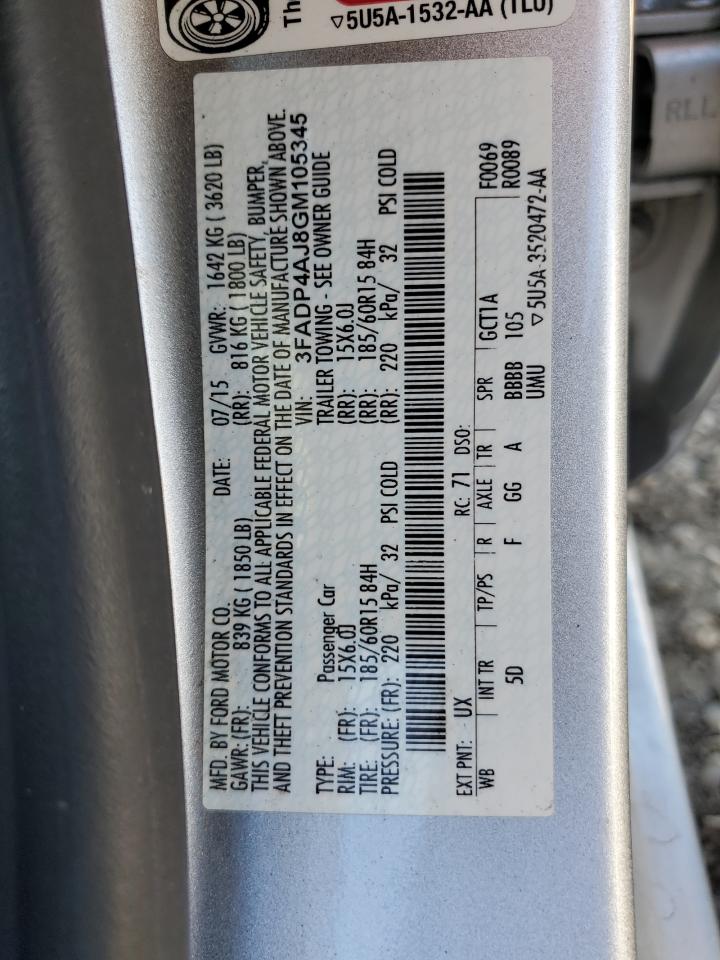 The
▽5U5A-1532-AA (TLU)
MFD. BY FORD MOTOR CO. DATE: 07/15 GVWR: 1642 KG ( 3620 LB)
GAWR: (FR): 839 KG ( 1850 LB) (RR): 816 KG ( 1800 LB)
THIS VEHICLE CONFORMS TO ALL APPLICABLE FEDERAL MOTOR VEHICLE SAFETY, BUMPER,
AND THEFT PREVENTION STANDARDS IN EFFECT ON THE DATE OF MANUFACTURE SHOWN ABOVE.
VIN: 3FADP4AJ8GM105345
TYPE: Passenger Car TRAILER TOWING - SEE OWNER GUIDE
RIM: (FR): 15X6.0J (RR): 15X6.0J
TIRE: (FR): 185/60R15 84H (RR): 185/60R15 84H
PRESSURE: (FR): 220 kPa/ 32 PSI COLD (RR): 220 kPa/ 32 PSI COLD
EXT PNT: UX RC: 71 DSO: F0069
WB INT TR TP/PS R AXLE TR SPR GCT1A R0089
5D F GG A BBBB 105
UMU ▽5U5A-3520472-AA
RLL